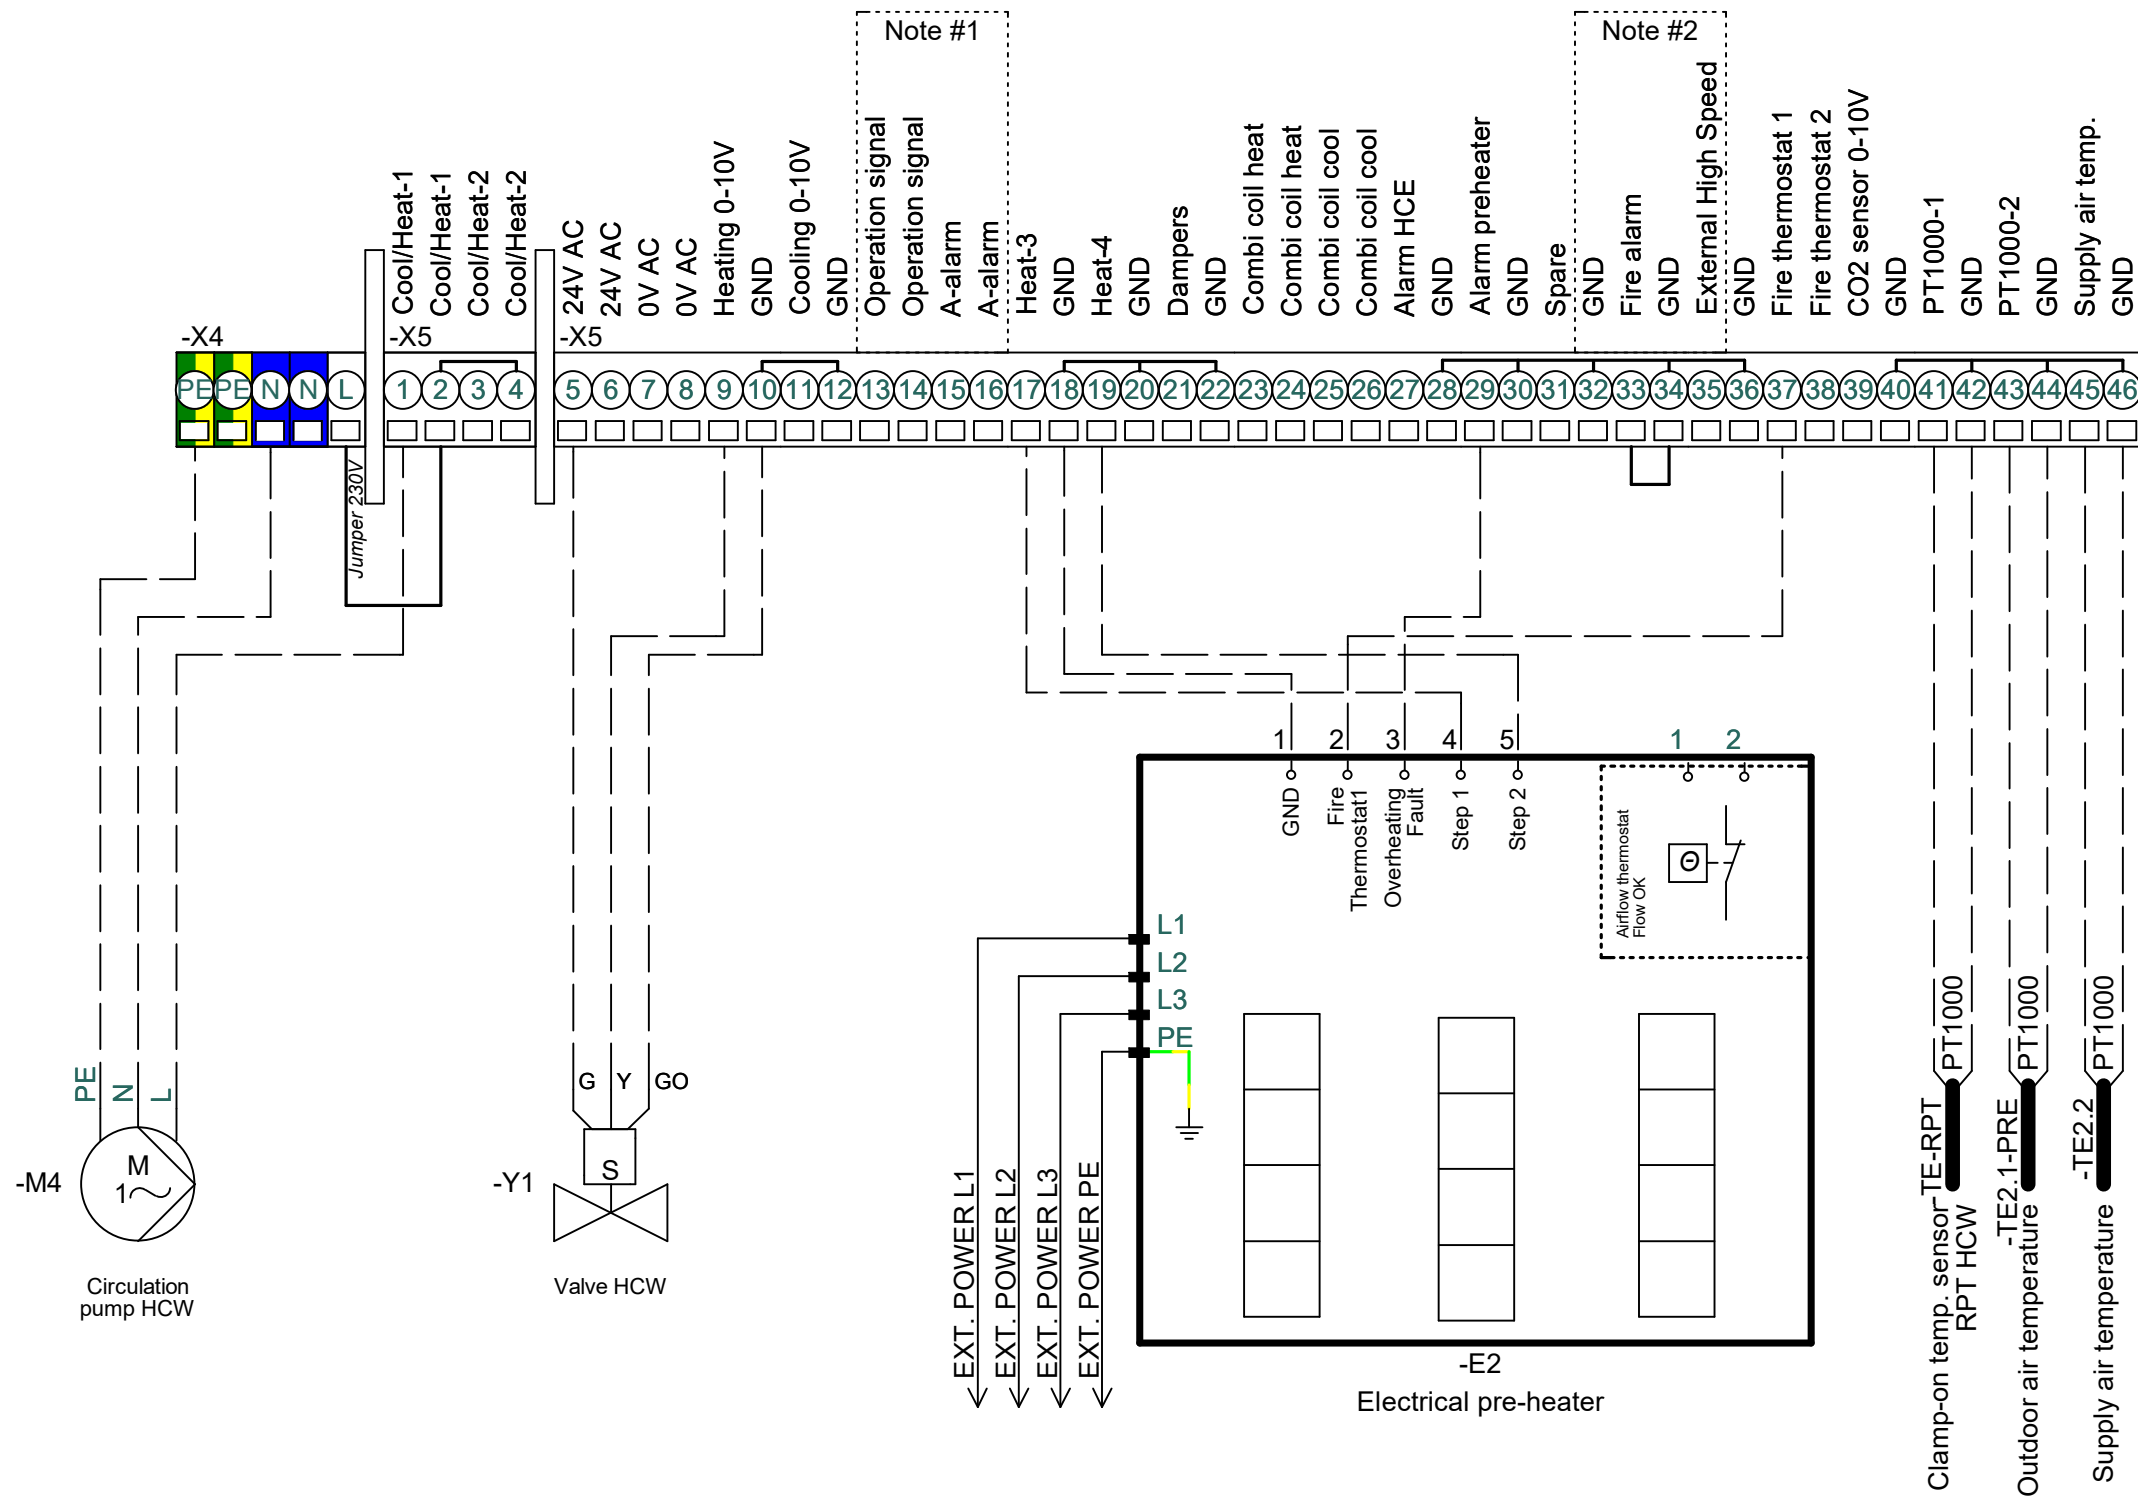 Note #1
Note #2
Cool/Heat-1
Cool/Heat-1
Cool/Heat-2
Cool/Heat-2
24V AC
24V AC
0V AC
0V AC
Heating 0-10V
GND
Cooling 0-10V
GND
Operation signal
Operation signal
A-alarm
A-alarm
Heat-3
GND
Heat-4
GND
Dampers
GND
Combi coil heat
Combi coil heat
Combi coil cool
Combi coil cool
Alarm HCE
GND
Alarm preheater
GND
Spare
GND
Fire alarm
GND
External High Speed
GND
Fire thermostat 1
Fire thermostat 2
CO2 sensor 0-10V
GND
PT1000-1
GND
PT1000-2
GND
Supply air temp.
GND
-X4
-X5
-X5
PE PE N N L 1 2 3 4 5 6 7 8 9 10 11 12 13 14 15 16 17 18 19 20 21 22 23 24 25 26 27 28 29 30 31 32 33 34 35 36 37 38 39 40 41 42 43 44 45 46
Jumper 230V
1 2 3 4 5 1 2
GND
Fire
Thermostat1
Overheating
Fault
Step 1
Step 2
Airflow thermostat
Flow OK
Θ
L1
L2
L3
PE
PE
N
L
G Y GO
-M4
M
1
Circulation
pump HCW
-Y1
S
Valve HCW
EXT. POWER L1
EXT. POWER L2
EXT. POWER L3
EXT. POWER PE
-E2
Electrical pre-heater
PT1000
PT1000
PT1000
-TE-RPT
Clamp-on temp. sensor
RPT HCW
-TE2.1-PRE
Outdoor air temperature
-TE2.2
Supply air temperature